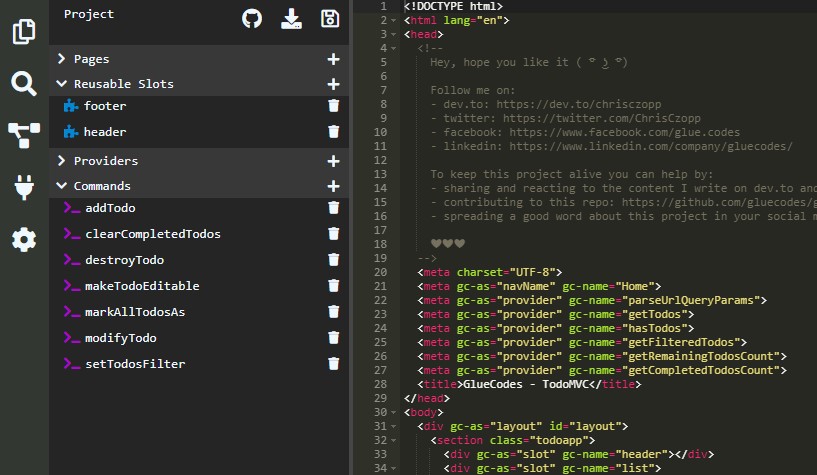 Project
Pages
Reusable Slots
footer
header
Providers
Commands
addTodo
clearCompletedTodos
destroyTodo
makeTodoEditable
markAllTodosAs
modifyTodo
setTodosFilter
1 <!DOCTYPE html>
2 <html lang="en">
3 <head>
4 <!--
5 Hey, hope you like it ( ͡° ͜ʖ ͡°)
6
7 Follow me on:
8 - dev.to: https://dev.to/chrisczopp
9 - twitter: https://twitter.com/ChrisCzopp
10 - facebook: https://www.facebook.com/glue.codes
11 - linkedin: https://www.linkedin.com/company/gluecodes/
12
13 To keep this project alive you can help by:
14 - sharing and reacting to the content I write on dev.to and
15 - contributing to this repo: https://github.com/gluecodes/g
16 - spreading a good word about this project in your social m
17
18 ♥♥♥
19 -->
20 <meta charset="UTF-8">
21 <meta gc-as="navName" gc-name="Home">
22 <meta gc-as="provider" gc-name="parseUrlQueryParams">
23 <meta gc-as="provider" gc-name="getTodos">
24 <meta gc-as="provider" gc-name="hasTodos">
25 <meta gc-as="provider" gc-name="getFilteredTodos">
26 <meta gc-as="provider" gc-name="getRemainingTodosCount">
27 <meta gc-as="provider" gc-name="getCompletedTodosCount">
28 <title>GlueCodes - TodoMVC</title>
29 </head>
30 <body>
31 <div gc-as="layout" id="layout">
32 <section class="todoapp">
33 <div gc-as="slot" gc-name="header"></div>
34 <div gc-as="slot" gc-name="list">